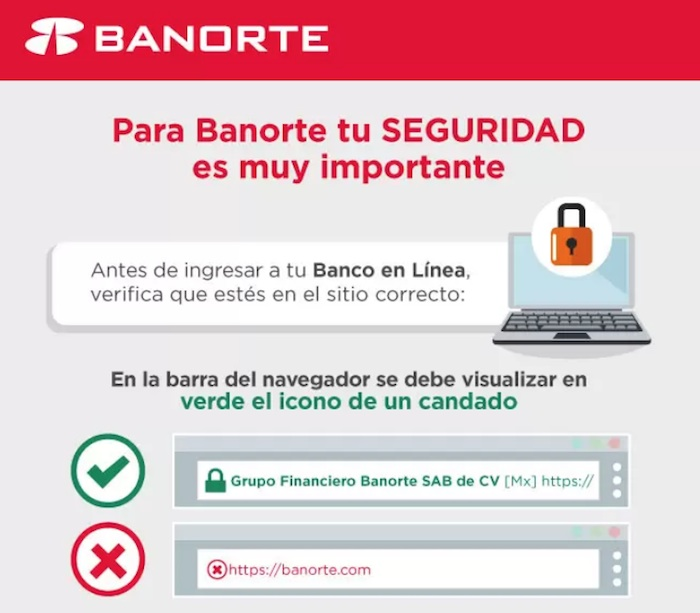 BANORTE
Para Banorte tu SEGURIDAD
es muy importante
Antes de ingresar a tu Banco en Línea,
verifica que estés en el sitio correcto:
En la barra del navegador se debe visualizar en
verde el icono de un candado
Grupo Financiero Banorte SAB de CV [Mx] https://
https://banorte.com